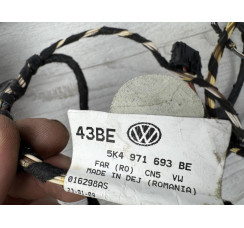 43BE
5K4 971 693 BE
FAR (RO) CN5 VW
MADE IN DEJ (ROMANIA)
016298AS